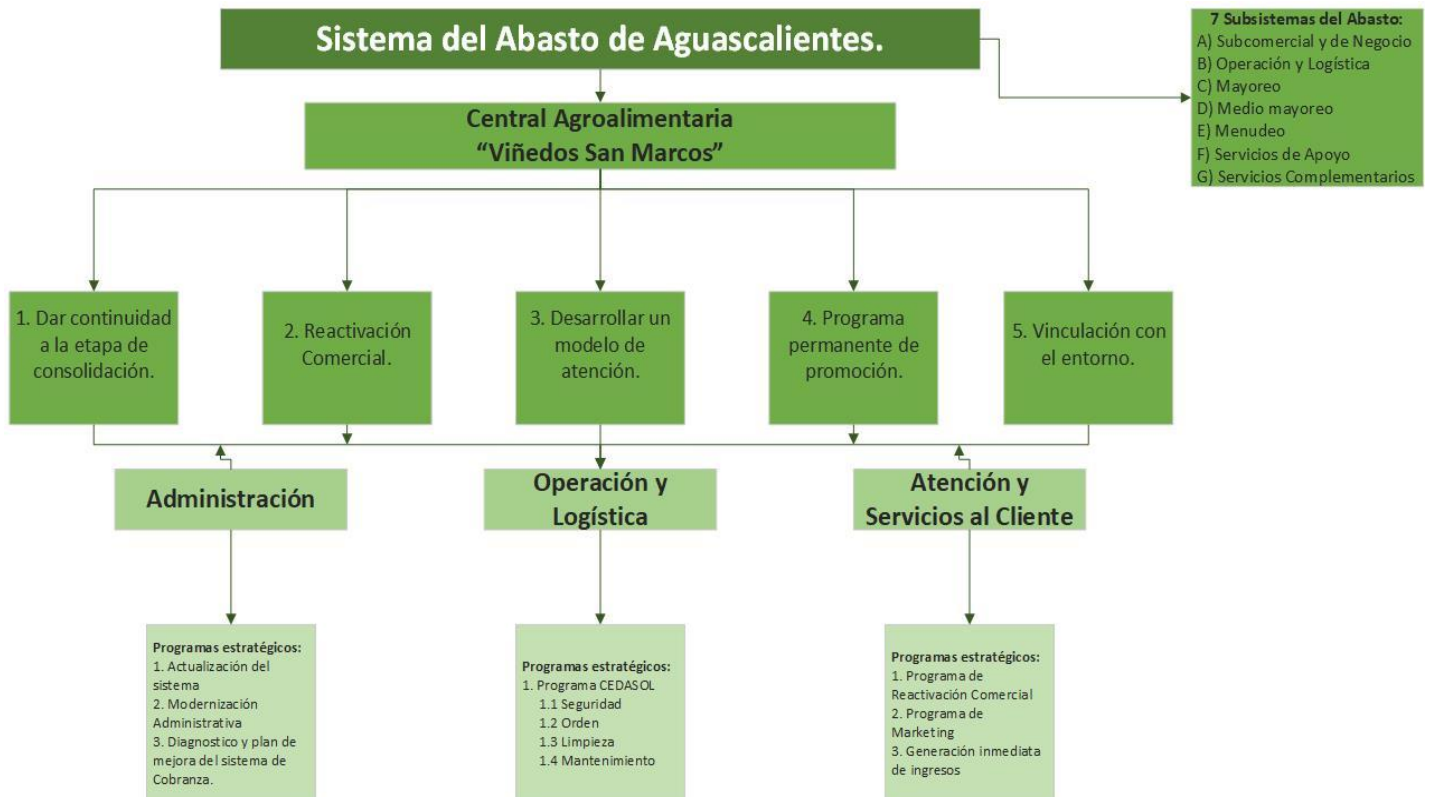 Sistema del Abasto de Aguascalientes.
7 Subsistemas del Abasto:
A) Subcomercial y de Negocio
B) Operación y Logística
C) Mayoreo
D) Medio mayoreo
E) Menudeo
F) Servicios de Apoyo
G) Servicios Complementarios
Central Agroalimentaria
“Viñedos San Marcos”
1. Dar continuidad
a la etapa de
consolidación.
2. Reactivación
Comercial.
3. Desarrollar un
modelo de
atención.
4. Programa
permanente de
promoción.
5. Vinculación con
el entorno.
Administración
Operación y
Logística
Atención y
Servicios al Cliente
Programas estratégicos:
1. Actualización del
sistema
2. Modernización
Administrativa
3. Diagnostico y plan de
mejora del sistema de
Cobranza.
Programas estratégicos:
1. Programa CEDASOL
1.1 Seguridad
1.2 Orden
1.3 Limpieza
1.4 Mantenimiento
Programas estratégicos:
1. Programa de
Reactivación Comercial
2. Programa de
Marketing
3. Generación inmediata
de ingresos